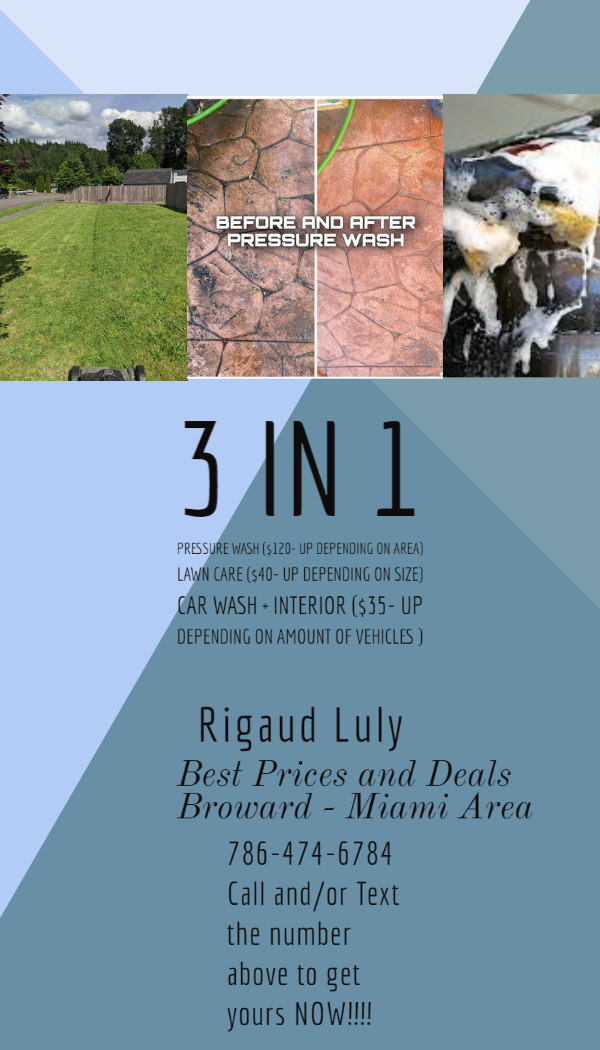 BEFORE AND AFTER
PRESSURE WASH
3 IN 1
PRESSURE WASH ($120- UP DEPENDING ON AREA)
LAWN CARE ($40- UP DEPENDING ON SIZE)
CAR WASH + INTERIOR ($35- UP
DEPENDING ON AMOUNT OF VEHICLES )
Rigaud Luly
Best Prices and Deals
Broward - Miami Area
786-474-6784
Call and/or Text
the number
above to get
yours NOW!!!!